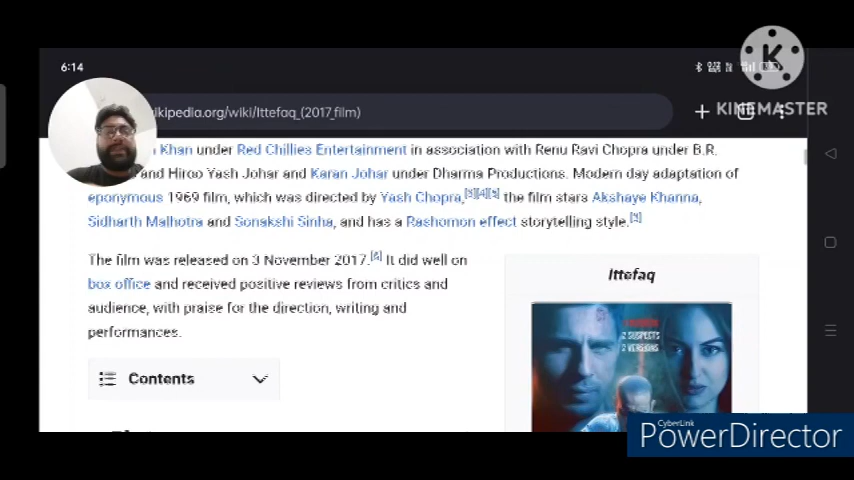 6:14
KINEMASTER
ikipedia.org/wiki/Ittefaq_(2017_film)
Khan under Red Chillies Entertainment in association with Renu Ravi Chopra under B.R.
and Hiroo Yash Johar and Karan Johar under Dharma Productions. Modern day adaptation of
eponymous 1969 film, which was directed by Yash Chopra,[3][4][5] the film stars Akshaye Khanna,
Sidharth Malhotra and Sonakshi Sinha, and has a Rashomon effect storytelling style.
The film was released on 3 November 2017.[6] It did well on
box office and received positive reviews from critics and
audience, with praise for the direction, writing and
performances.
Ittefaq
2 SUSPECTS
2 VERSIONS
Contents
CyberLink
PowerDirector